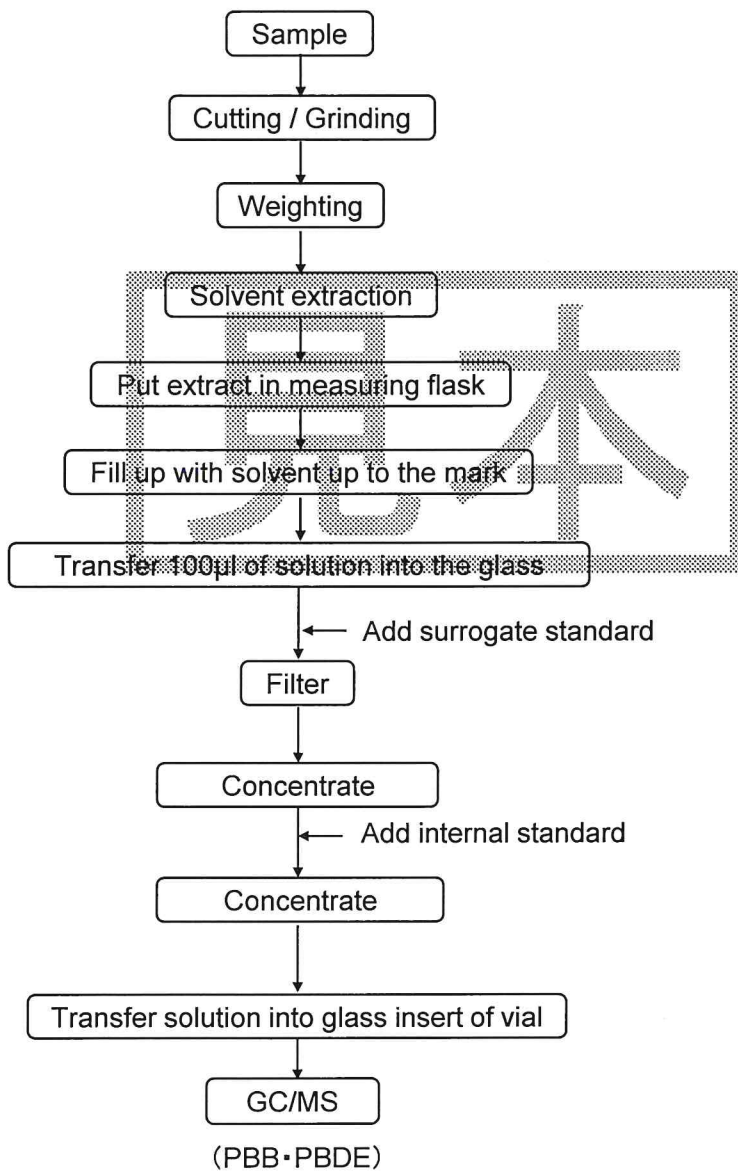 Sample
Cutting / Grinding
Weighting
Solvent extraction
Put extract in measuring flask
Fill up with solvent up to the mark
見本
Transfer 100μl of solution into the glass
Add surrogate standard
Filter
Concentrate
Add internal standard
Concentrate
Transfer solution into glass insert of vial
GC/MS
(PBB・PBDE)